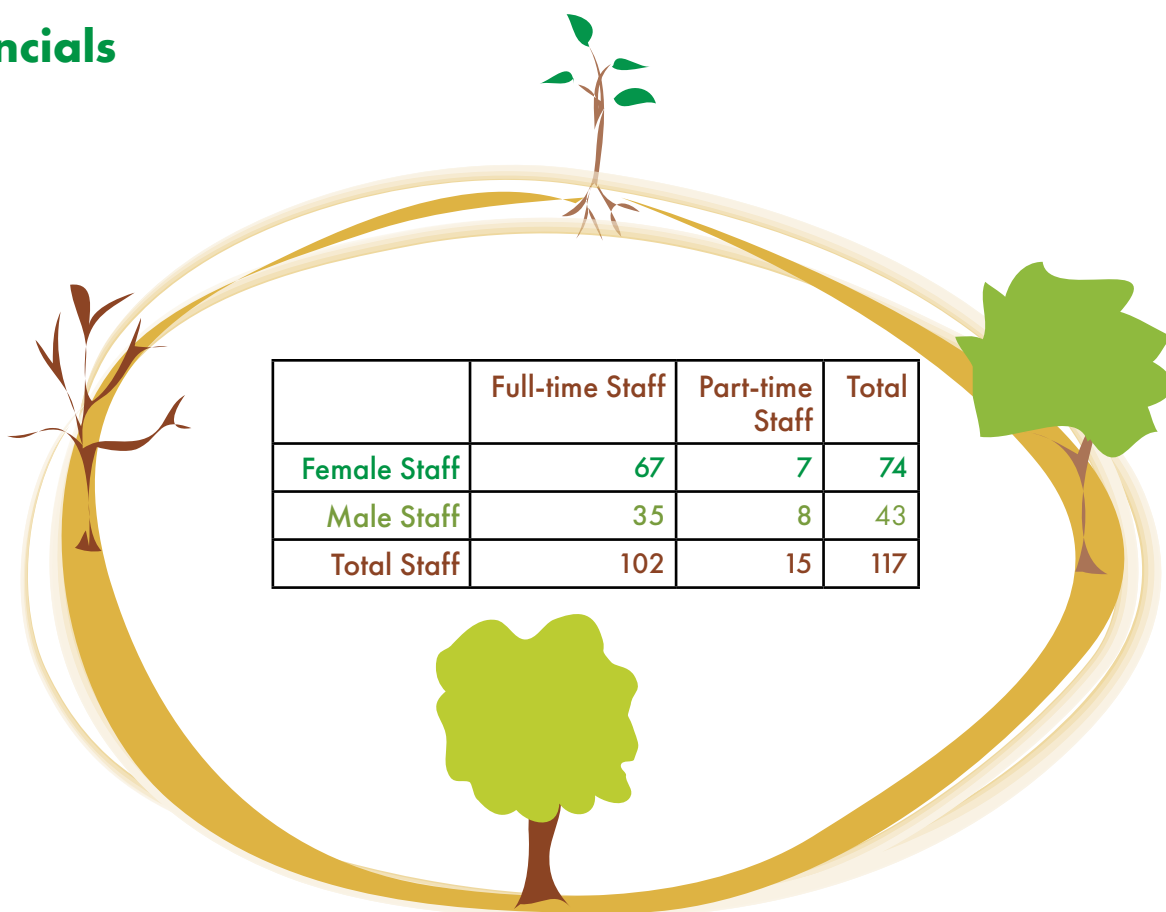 ncials
Full-time Staff Part-time Total
Staff
Female Staff 67 7 74
Male Staff 35 8 43
Total Staff 102 15 117